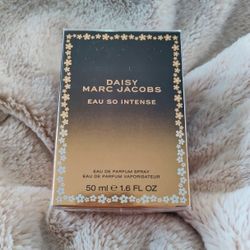 DAISY
MARC JACOBS
EAU SO INTENSE
EAU DE PARFUM SPRAY
EAU DE PARFUM VAPORISATEUR
50 ml ℮ 1.6 FL OZ